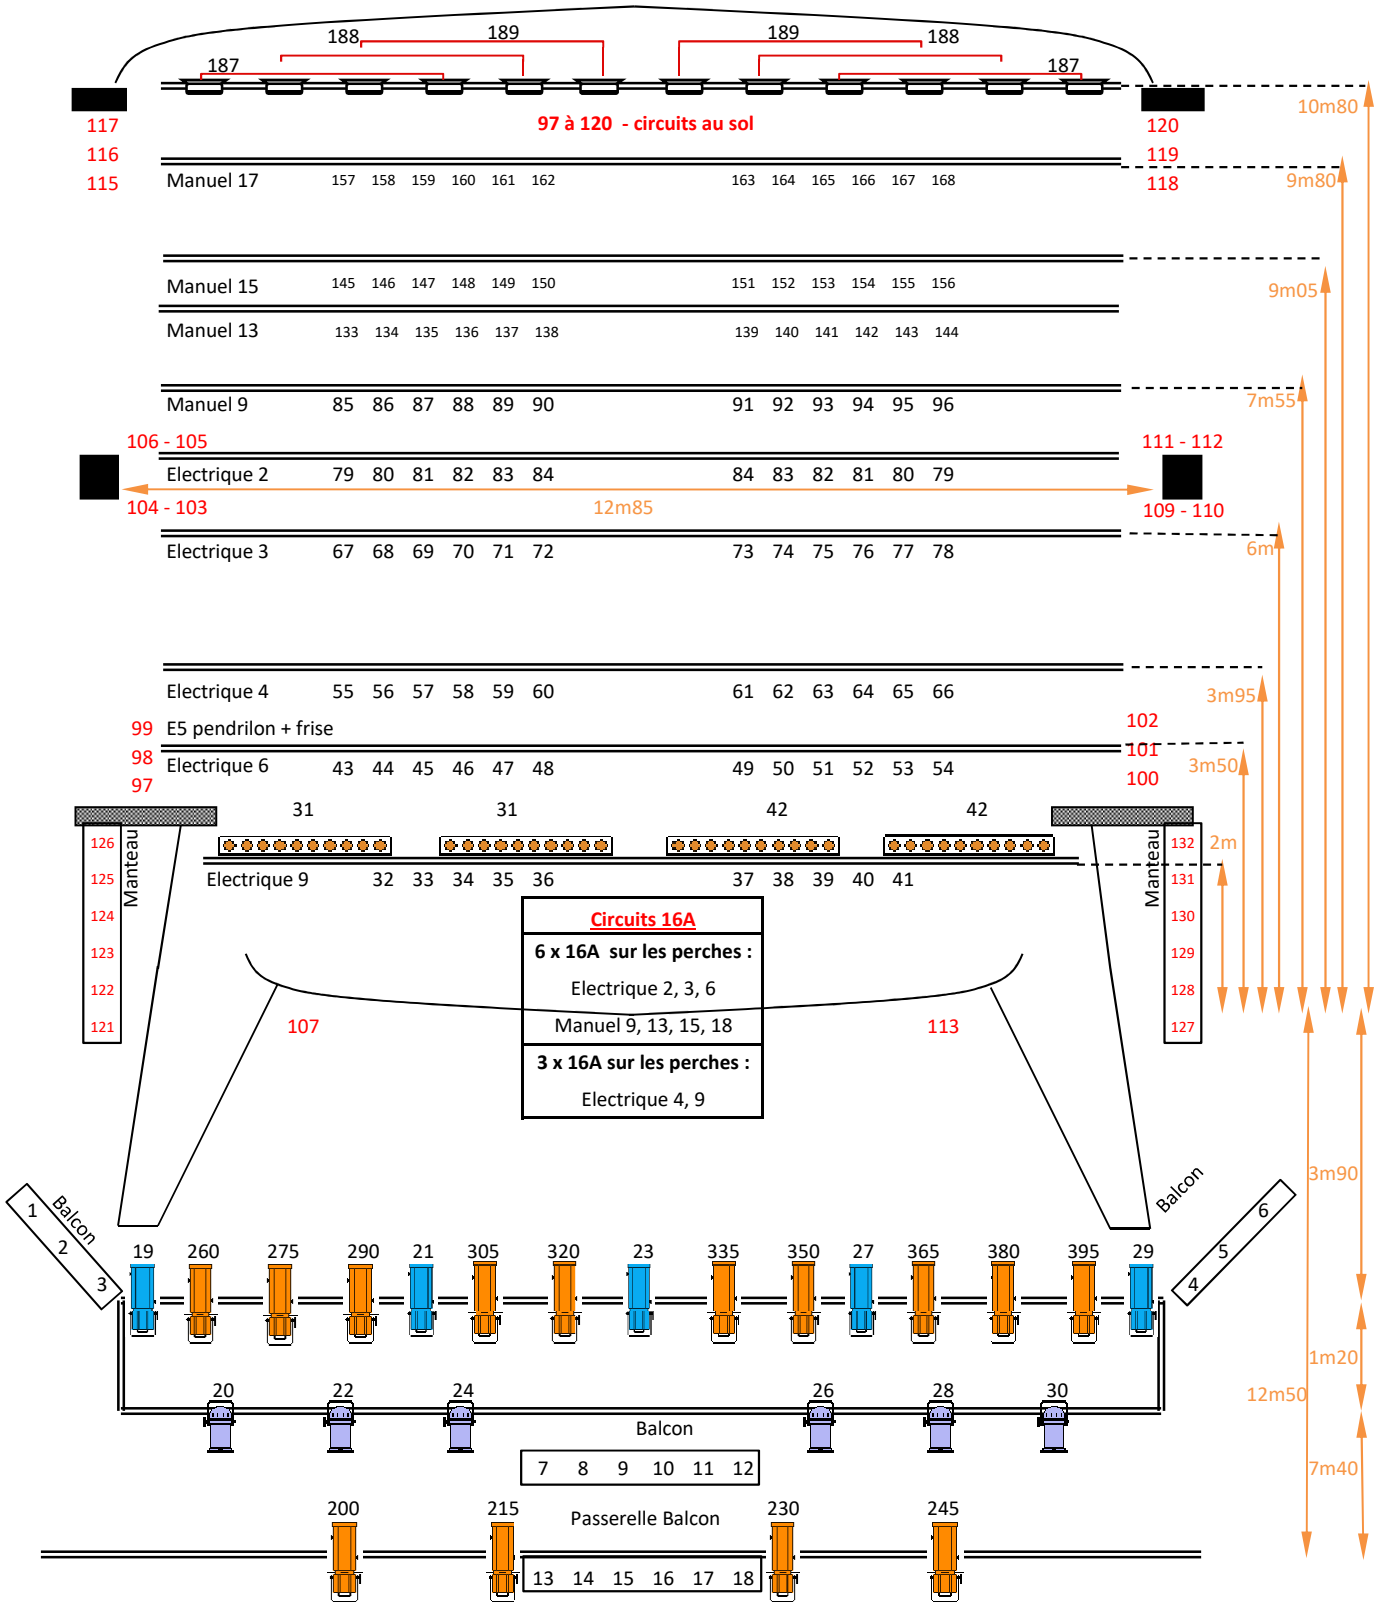 188 189 189 188
187 187
10m80
117 97 à 120 - circuits au sol 120
116 119
115 Manuel 17 157 158 159 160 161 162 163 164 165 166 167 168 118 9m80
Manuel 15 145 146 147 148 149 150 151 152 153 154 155 156 9m05
Manuel 13 133 134 135 136 137 138 139 140 141 142 143 144
Manuel 9 85 86 87 88 89 90 91 92 93 94 95 96 7m55
106 - 105 111 - 112
Electrique 2 79 80 81 82 83 84 84 83 82 81 80 79
104 - 103 12m85 109 - 110
Electrique 3 67 68 69 70 71 72 73 74 75 76 77 78 6m
Electrique 4 55 56 57 58 59 60 61 62 63 64 65 66 3m95
99 E5 pendrilon + frise 102
98 Electrique 6 43 44 45 46 47 48 49 50 51 52 53 54 101 3m50
97 100
31 31 42 42
126 Manteau 132 Manteau 2m
125 Electrique 9 32 33 34 35 36 37 38 39 40 41 131
124 Circuits 16A 130
123 6 x 16A sur les perches : 129
122 Electrique 2, 3, 6 128
121 107 Manuel 9, 13, 15, 18 113 127
3 x 16A sur les perches :
Electrique 4, 9
3m90
Balcon Balcon
1 6
2 5
3 4
19 260 275 290 21 305 320 23 335 350 27 365 380 395 29
1m20
20 22 24 26 28 30 12m50
Balcon
7 8 9 10 11 12 7m40
200 215 Passerelle Balcon 230 245
13 14 15 16 17 18